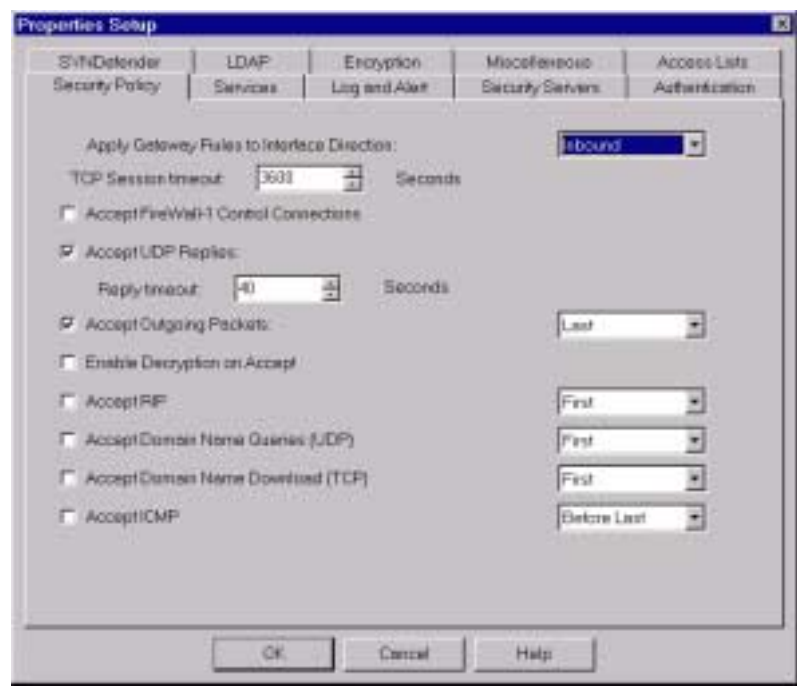 Properties Setup
SYNDefender LDAP Encryption Miscellaneous Access Lists
Security Policy Services Log and Alert Security Servers Authentication
Apply Gateway Rules to Interface Direction: Inbound
TCP Session timeout: 3600 Seconds
Accept FireWall-1 Control Connections
Accept UDP Replies:
Reply timeout: 40 Seconds
Accept Outgoing Packets: Last
Enable Decryption on Accept
Accept RIP First
Accept Domain Name Queries (UDP) First
Accept Domain Name Download (TCP) First
Accept ICMP Before Last
OK Cancel Help